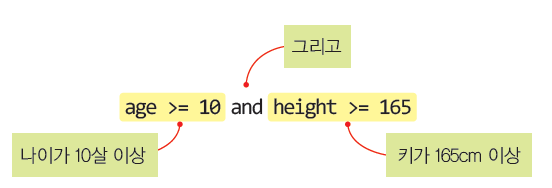 그리고
age >= 10 and height >= 165
나이가 10살 이상
키가 165cm 이상